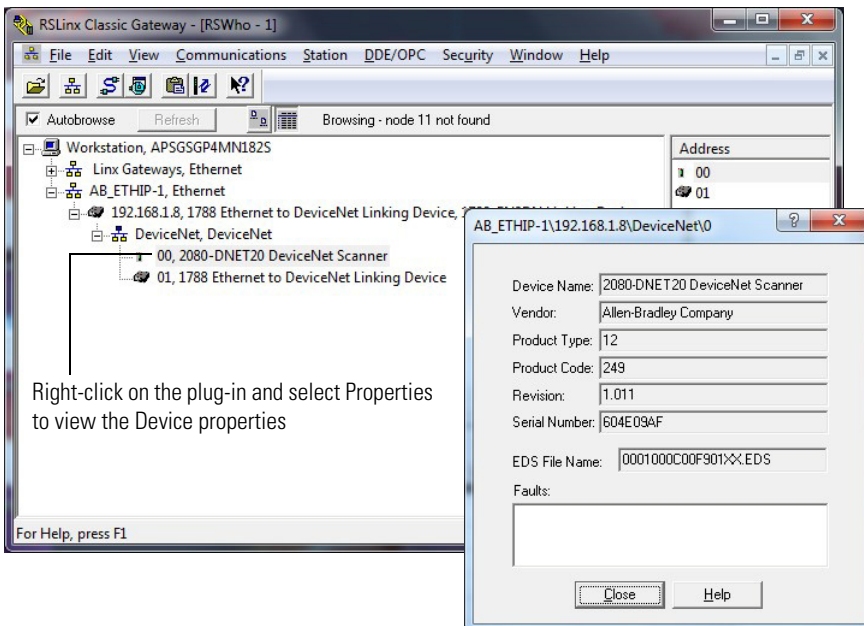 RSLinx Classic Gateway - [RSWho - 1]
File Edit View Communications Station DDE/OPC Security Window Help
Autobrowse Refresh Browsing - node 11 not found
Workstation, APSGSGP4MN182S
Linx Gateways, Ethernet
AB_ETHIP-1, Ethernet
192.168.1.8, 1788 Ethernet to DeviceNet Linking Device,
DeviceNet, DeviceNet
00, 2080-DNET20 DeviceNet Scanner
01, 1788 Ethernet to DeviceNet Linking Device
Address
00
01
Right-click on the plug-in and select Properties
to view the Device properties
For Help, press F1
AB_ETHIP-1\192.168.1.8\DeviceNet\0
Device Name: 2080-DNET20 DeviceNet Scanner
Vendor: Allen-Bradley Company
Product Type: 12
Product Code: 249
Revision: 1.011
Serial Number: 604E09AF
EDS File Name: 0001000C00F901XX.EDS
Faults:
Close Help